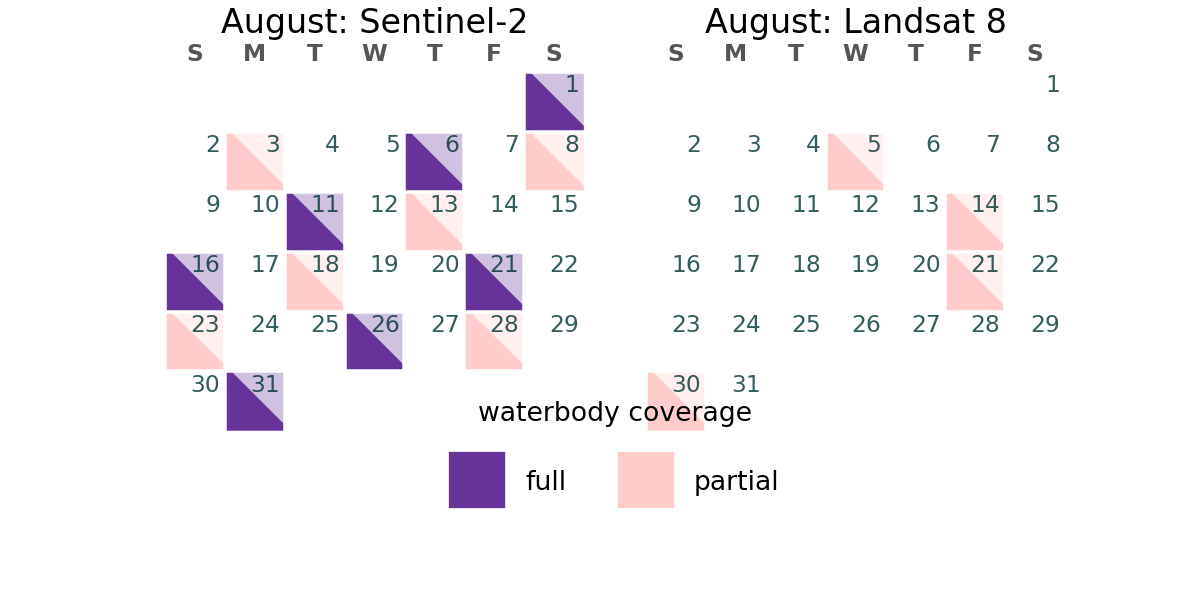 August: Sentinel-2
S M T W T F S
1
2 3 4 5 6 7 8
9 10 11 12 13 14 15
16 17 18 19 20 21 22
23 24 25 26 27 28 29
30 31
August: Landsat 8
S M T W T F S
1
2 3 4 5 6 7 8
9 10 11 12 13 14 15
16 17 18 19 20 21 22
23 24 25 26 27 28 29
30 31
waterbody coverage
full partial